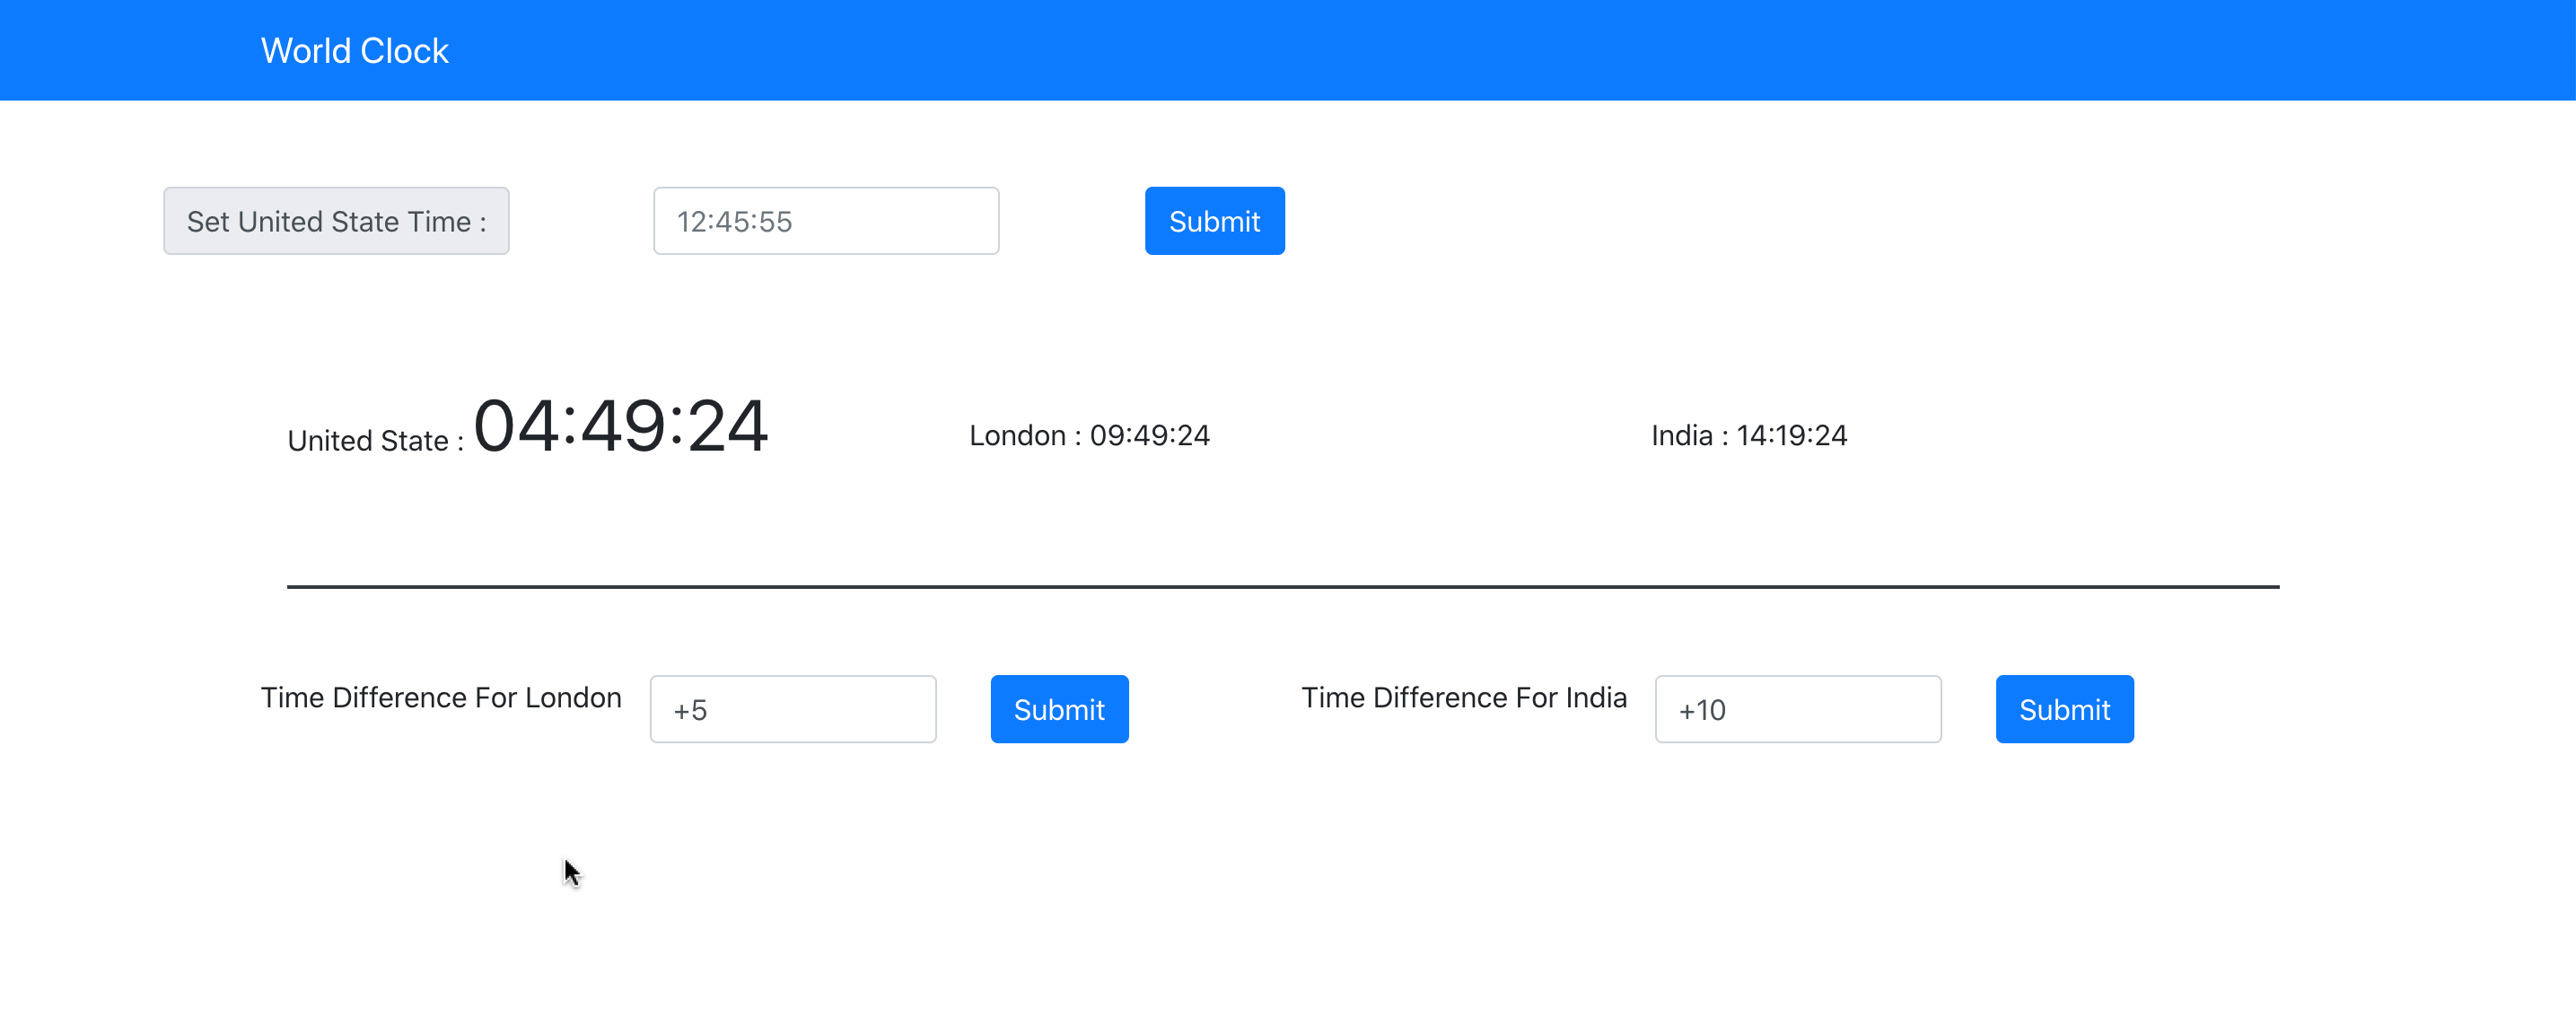 World Clock
Set United State Time : 12:45:55 Submit
United State : 04:49:24 London : 09:49:24 India : 14:19:24
Time Difference For London +5 Submit Time Difference For India +10 Submit